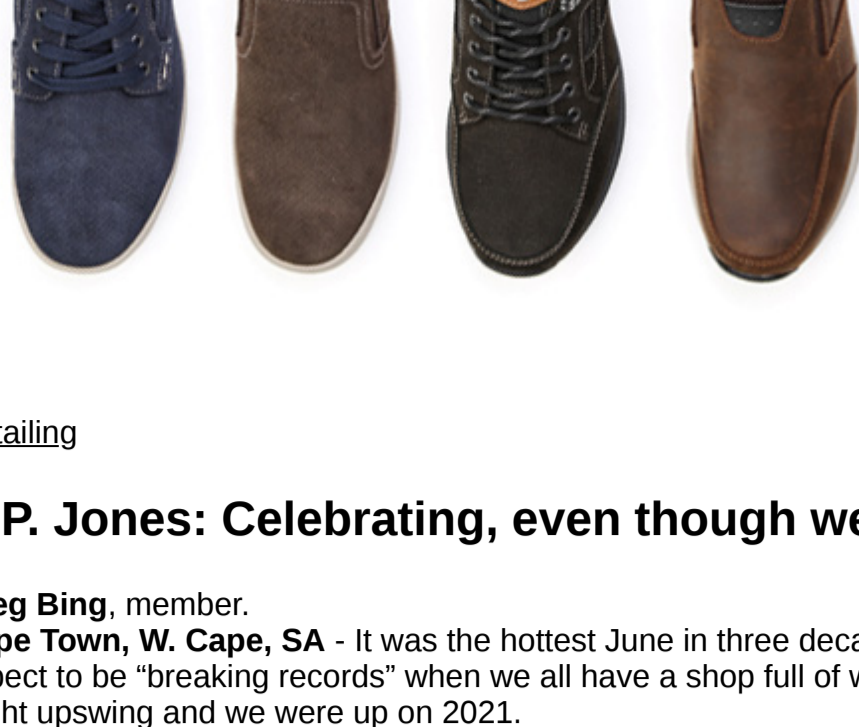 tailing
P. Jones: Celebrating, even though we
eg Bing, member.
pe Town, W. Cape, SA - It was the hottest June in three deca
pect to be “breaking records” when we all have a shop full of w
ht upswing and we were up on 2021.